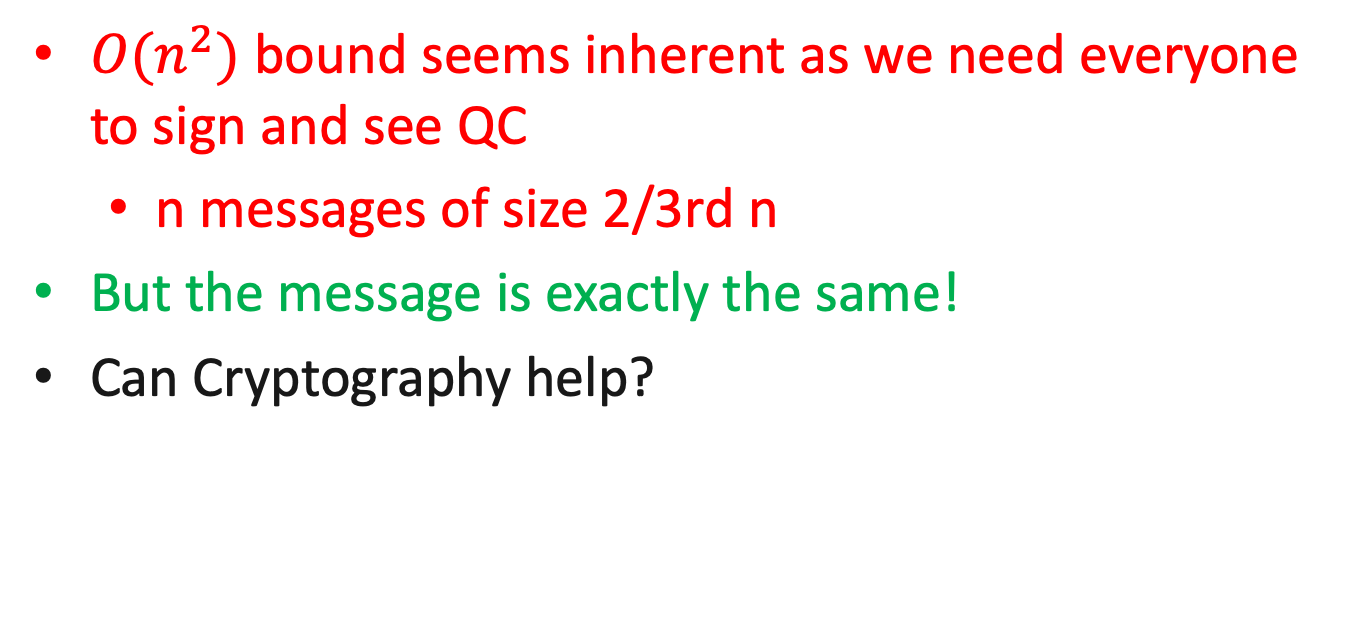 • O(n²) bound seems inherent as we need everyone
to sign and see QC
• n messages of size 2/3rd n
• But the message is exactly the same!
• Can Cryptography help?